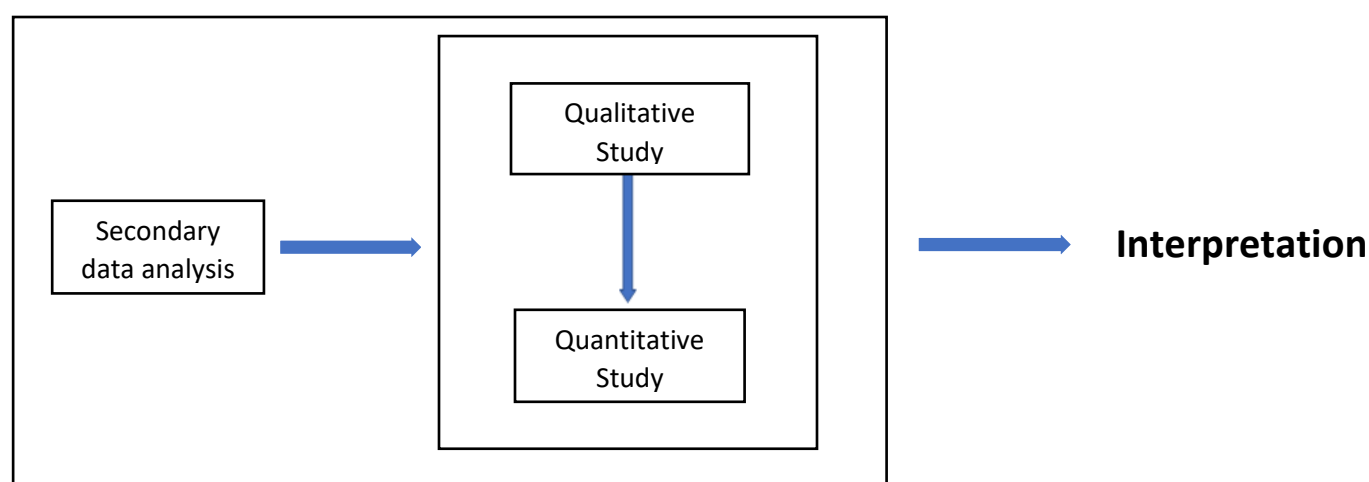 Qualitative
Study
Secondary
data analysis
Interpretation
Quantitative
Study